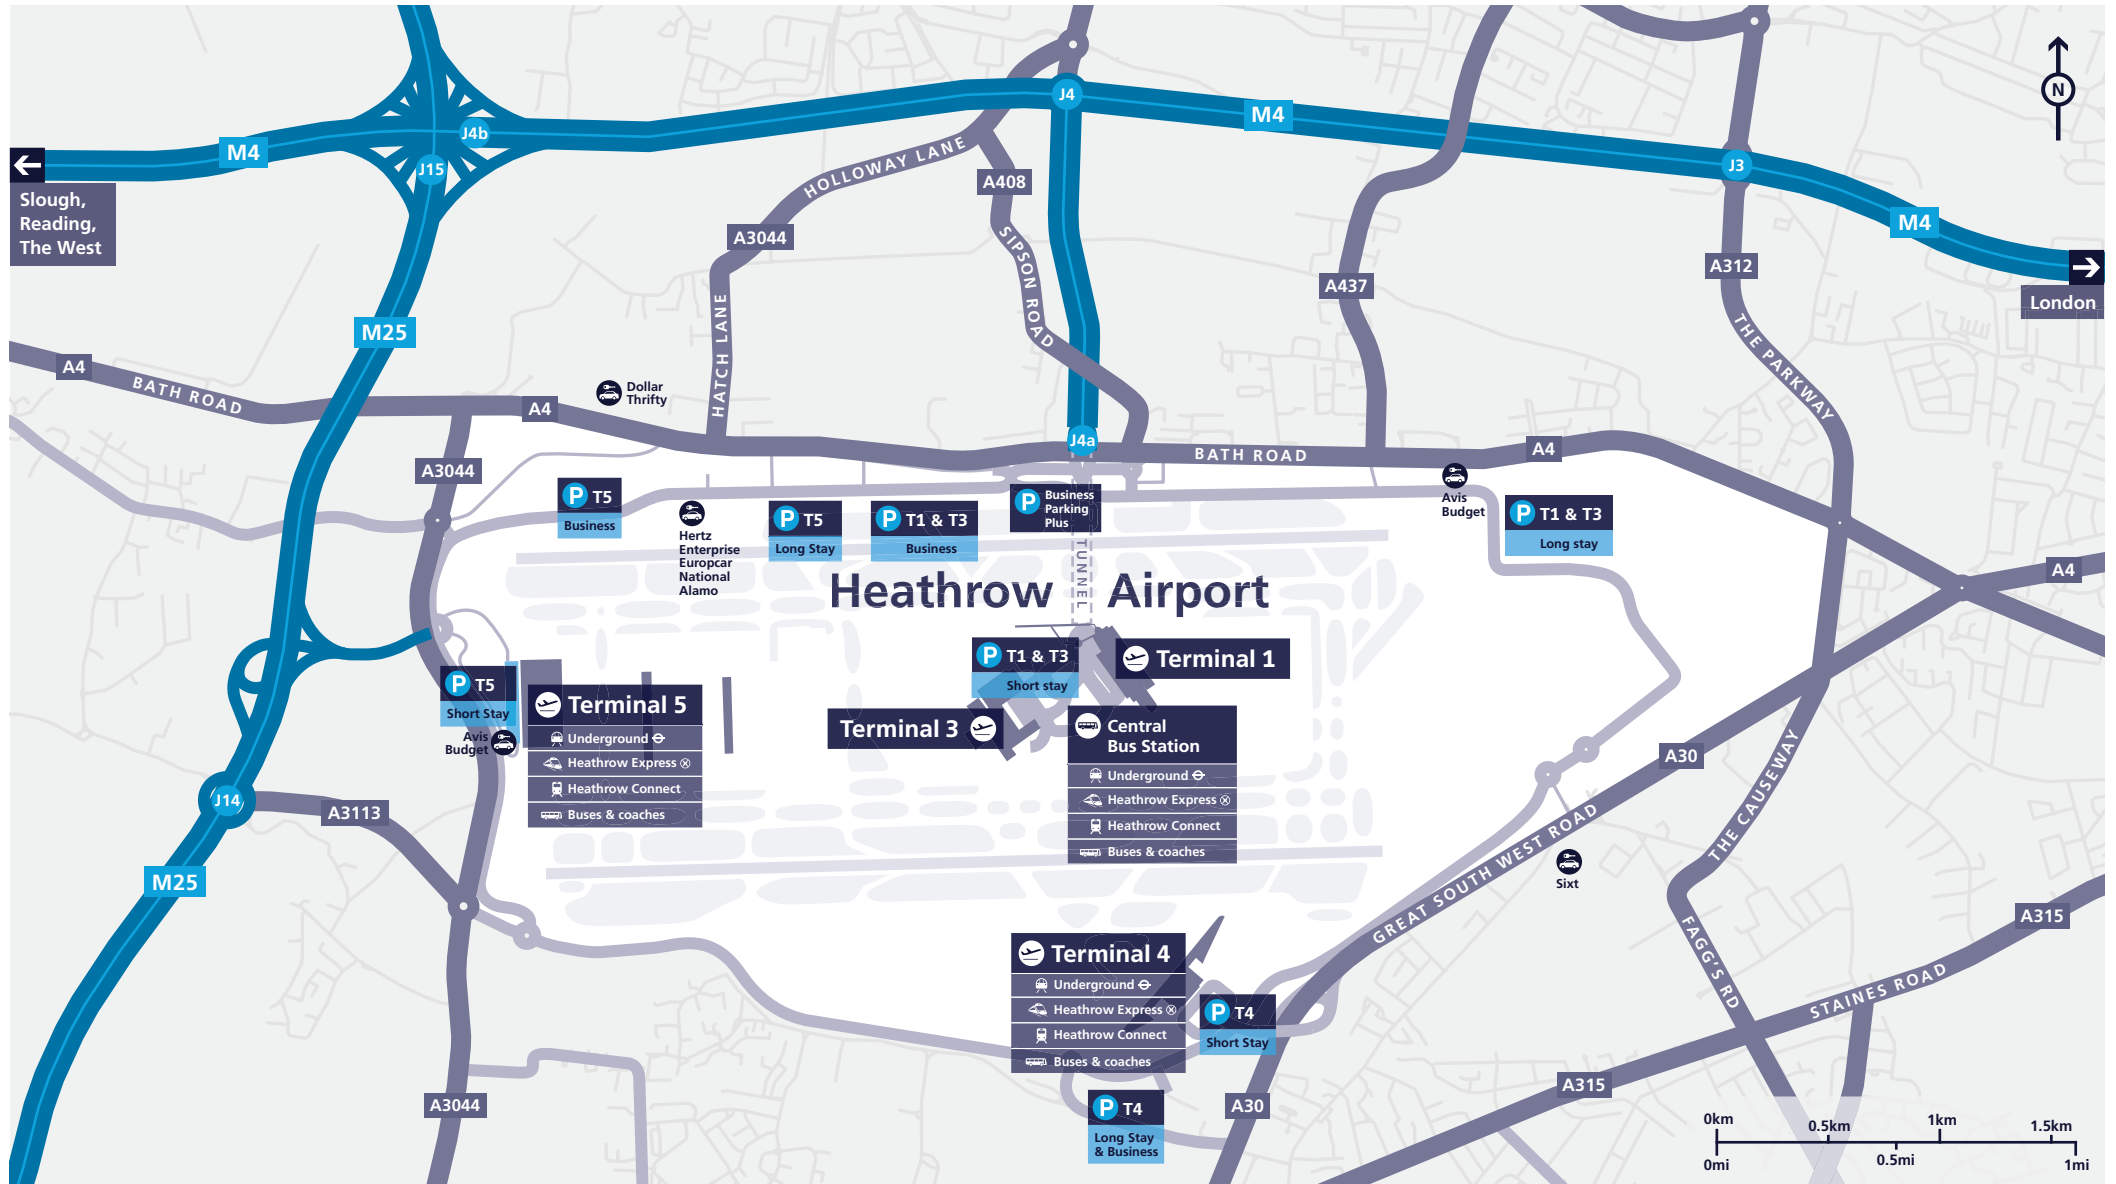 J4
N
M4
J4b
M4
HOLLOWAY LANE
J15
J3
A408
Slough,
Reading,
The West
M4
A3044
SIPSON ROAD
A312
A437
London
M25
HATCH LANE
THE PARKWAY
A4
BATH ROAD
Dollar
Thrifty
A4
J4a
BATH ROAD
A4
A3044
P T5
Business
Hertz
Enterprise
Europcar
National
Alamo
P T5
Long Stay
P T1 & T3
Business
P Business
Parking
Plus
TUNNEL
Avis
Budget
P T1 & T3
Long stay
A4
Heathrow Airport
P T1 & T3
Short stay
Terminal 1
P T5
Short Stay
Avis
Budget
Terminal 5
Underground
Heathrow Express
Heathrow Connect
Buses & coaches
Terminal 3
Central
Bus Station
Underground
Heathrow Express
Heathrow Connect
Buses & coaches
A30
THE CAUSEWAY
J14
A3113
GREAT SOUTH WEST ROAD
Sixt
M25
A315
FAGG'S RD
Terminal 4
Underground
Heathrow Express
Heathrow Connect
Buses & coaches
P T4
Short Stay
STAINES ROAD
A315
A3044
P T4
Long Stay
& Business
A30
0km 0.5km 1km 1.5km
0mi 0.5mi 1mi